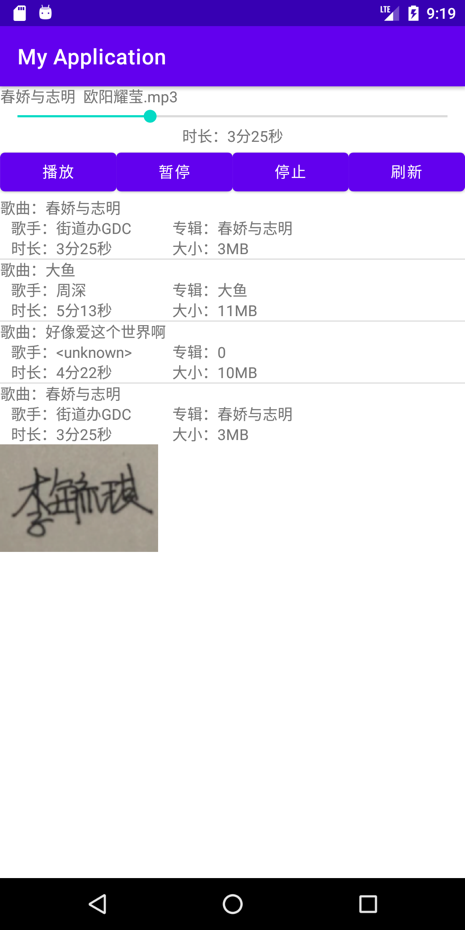 LTE 9:19
My Application
春娇与志明 欧阳耀莹.mp3
时长：3分25秒
播放 暂停 停止 刷新
歌曲：春娇与志明
歌手：街道办GDC 专辑：春娇与志明
时长：3分25秒 大小：3MB
歌曲：大鱼
歌手：周深 专辑：大鱼
时长：5分13秒 大小：11MB
歌曲：好像爱这个世界啊
歌手：<unknown> 专辑：0
时长：4分22秒 大小：10MB
歌曲：春娇与志明
歌手：街道办GDC 专辑：春娇与志明
时长：3分25秒 大小：3MB